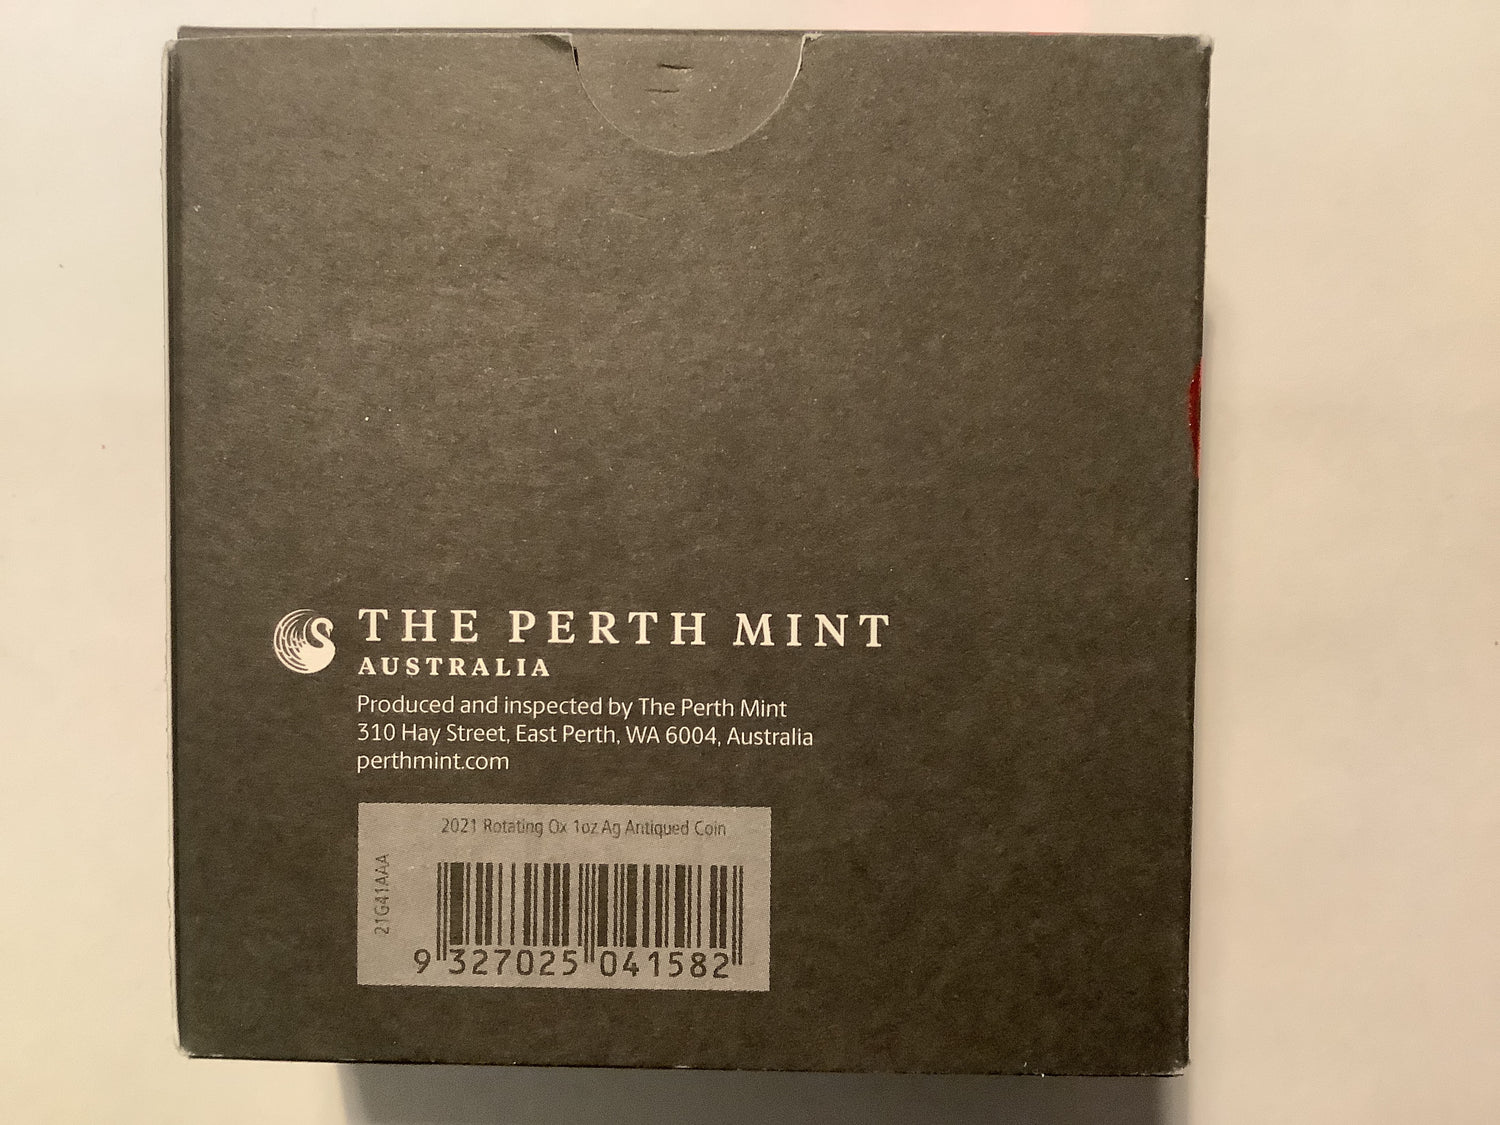 THE PERTH MINT
AUSTRALIA
Produced and inspected by The Perth Mint
310 Hay Street, East Perth, WA 6004, Australia
perthmint.com
2021 Rotating Ox 1oz Ag Antiqued Coin
21G41AAA
9 327025 041582